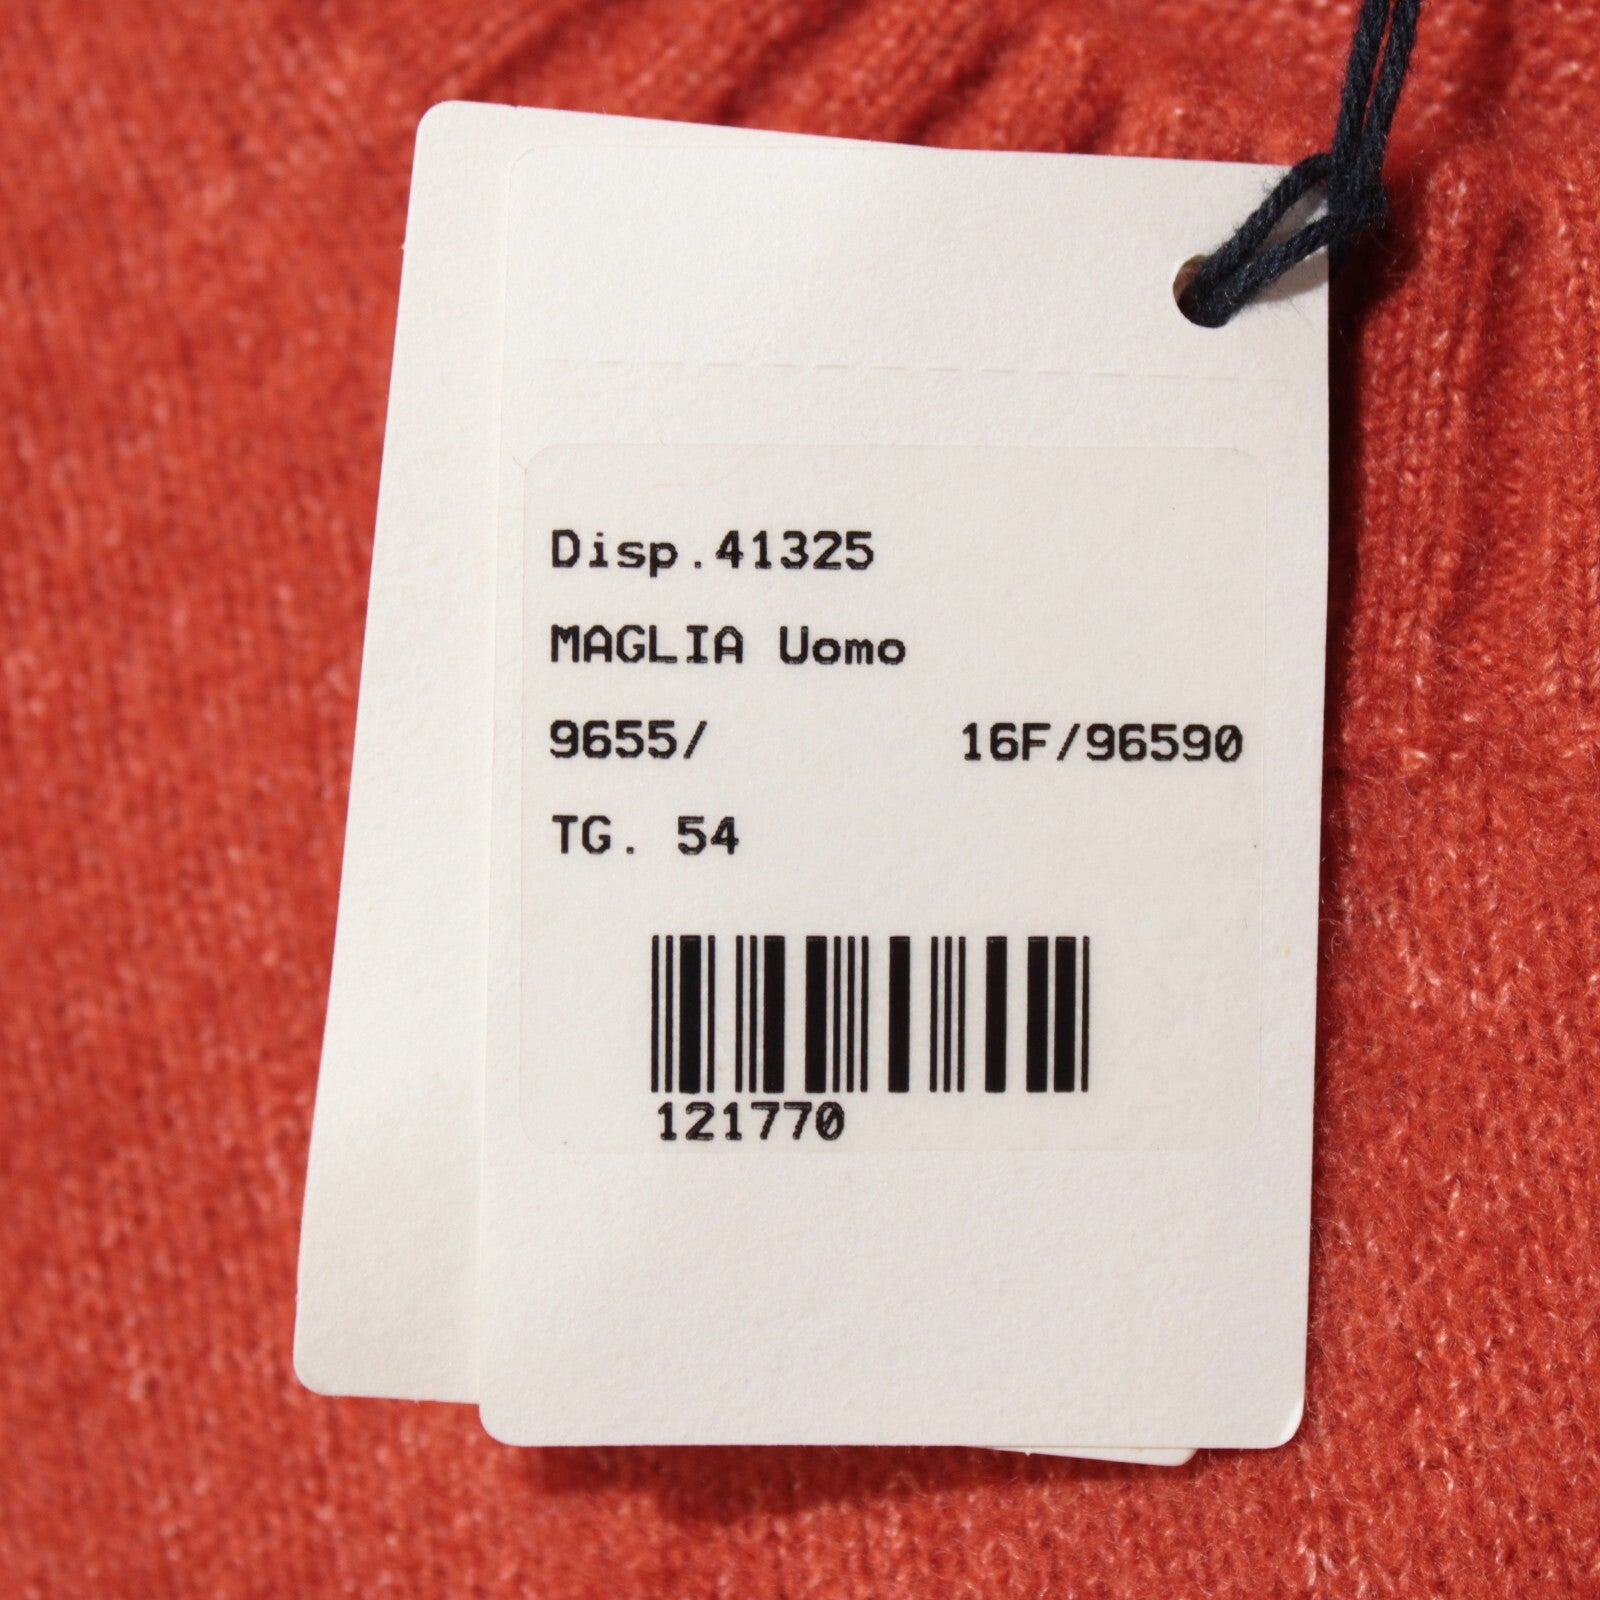 Disp.41325
MAGLIA Uomo
9655/ 16F/96590
TG. 54
121770